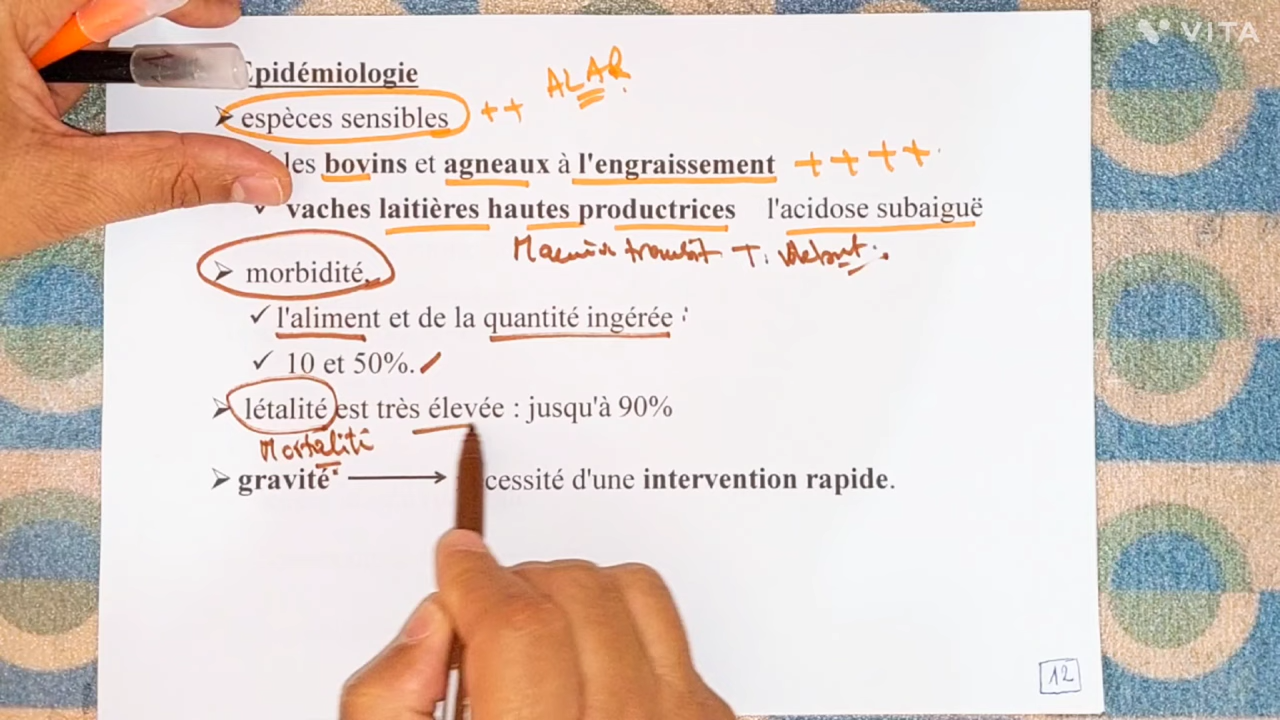 VITA
Epidémiologie
ALAR
➤ espèces sensibles ++
les bovins et agneaux à l'engraissement ++++
✓ vaches laitières hautes productrices l'acidose subaiguë
➤ morbidité
✓ l'aliment et de la quantité ingérée
✓ 10 et 50%.
➤ létalité est très élevée : jusqu'à 90%
Mortalité
➤ gravité → cessité d'une intervention rapide.
12